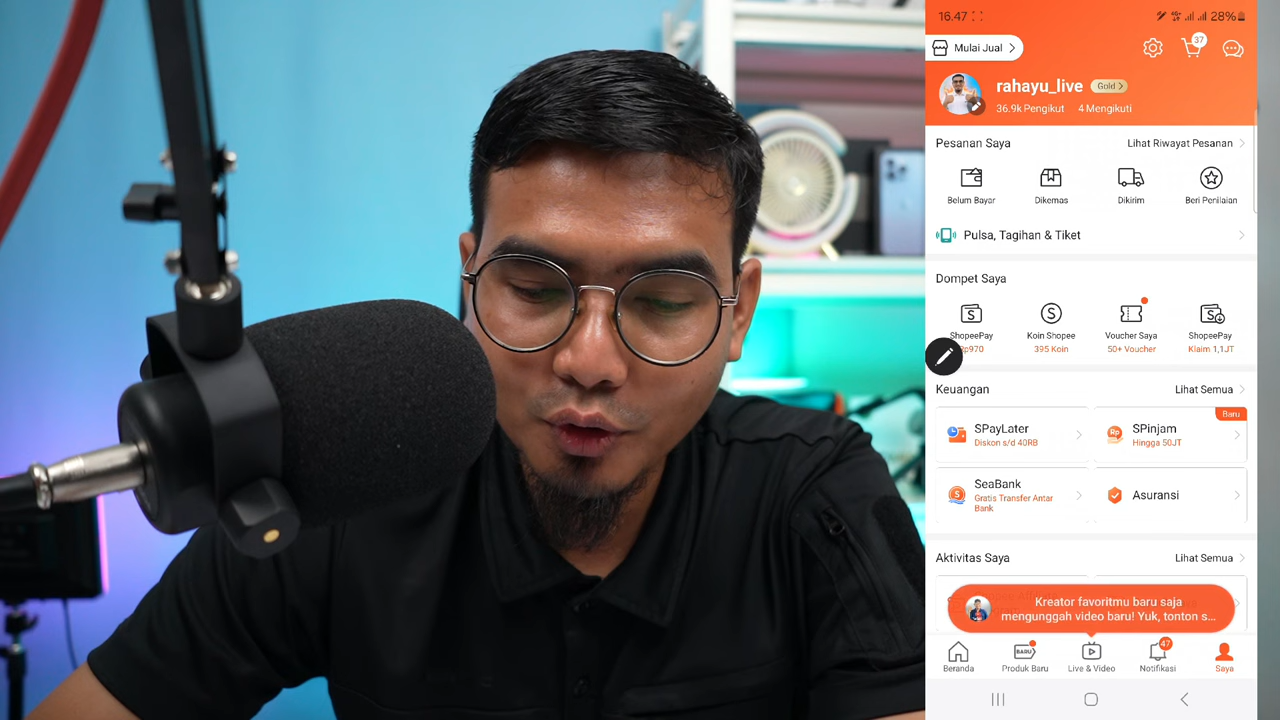 16.47
28%
Mulai Jual
37
rahayu_live
Gold
36.9k Pengikut 4 Mengikuti
Pesanan Saya
Lihat Riwayat Pesanan
Belum Bayar
Dikemas
Dikirim
Beri Penilaian
Pulsa, Tagihan & Tiket
Dompet Saya
ShopeePay
Koin Shopee
Voucher Saya
ShopeePay
Rp970
395 Koin
50+ Voucher
Klaim 1,1JT
Keuangan
Lihat Semua
Baru
SPayLater
Diskon s/d 40RB
SPinjam
Hingga 50JT
SeaBank
Gratis Transfer Antar
Bank
Asuransi
Aktivitas Saya
Lihat Semua
Kreator favoritmu baru saja
mengunggah video baru! Yuk, tonton s...
BARU
47
Beranda
Produk Baru
Live & Video
Notifikasi
Saya